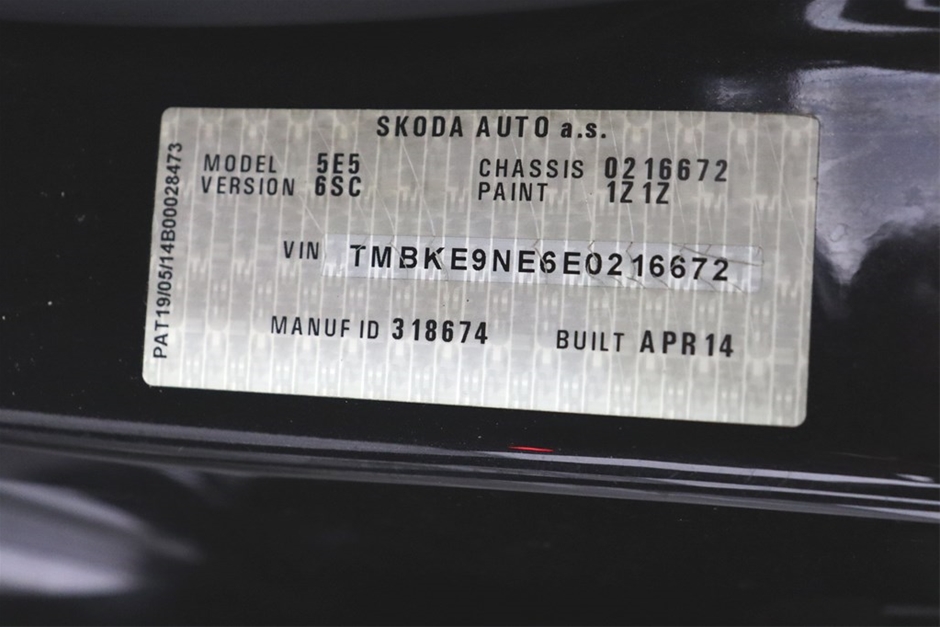 SKODA AUTO a.s.
MODEL 5E5 CHASSIS 0216672
VERSION 6SC PAINT 1Z1Z
VIN TMBKE9NE6E0216672
MANUF ID 318674 BUILT APR14
PAT19/05/14B00028473